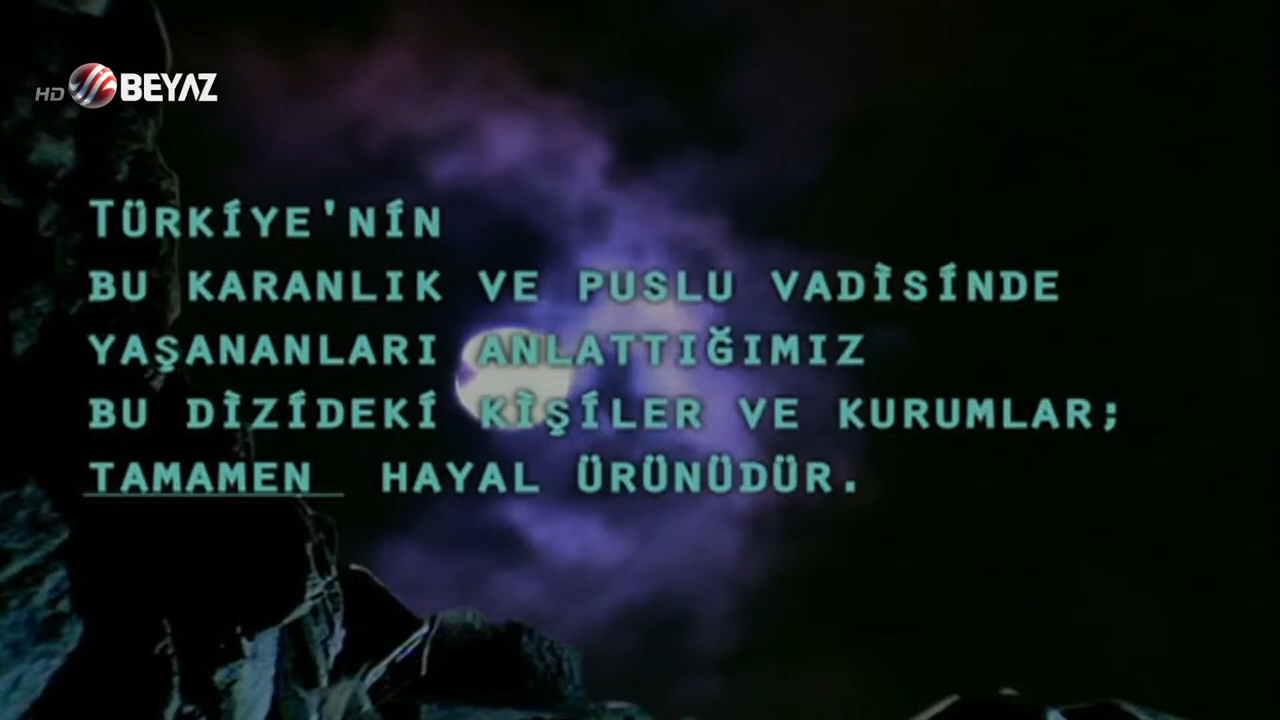 HD BEYAZ
TÜRKİYE'NİN
BU KARANLIK VE PUSLU VADİSİNDE
YAŞANANLARI ANLATTIĞIMIZ
BU DİZİDEKİ KİŞİLER VE KURUMLAR;
TAMAMEN HAYAL ÜRÜNÜDÜR.